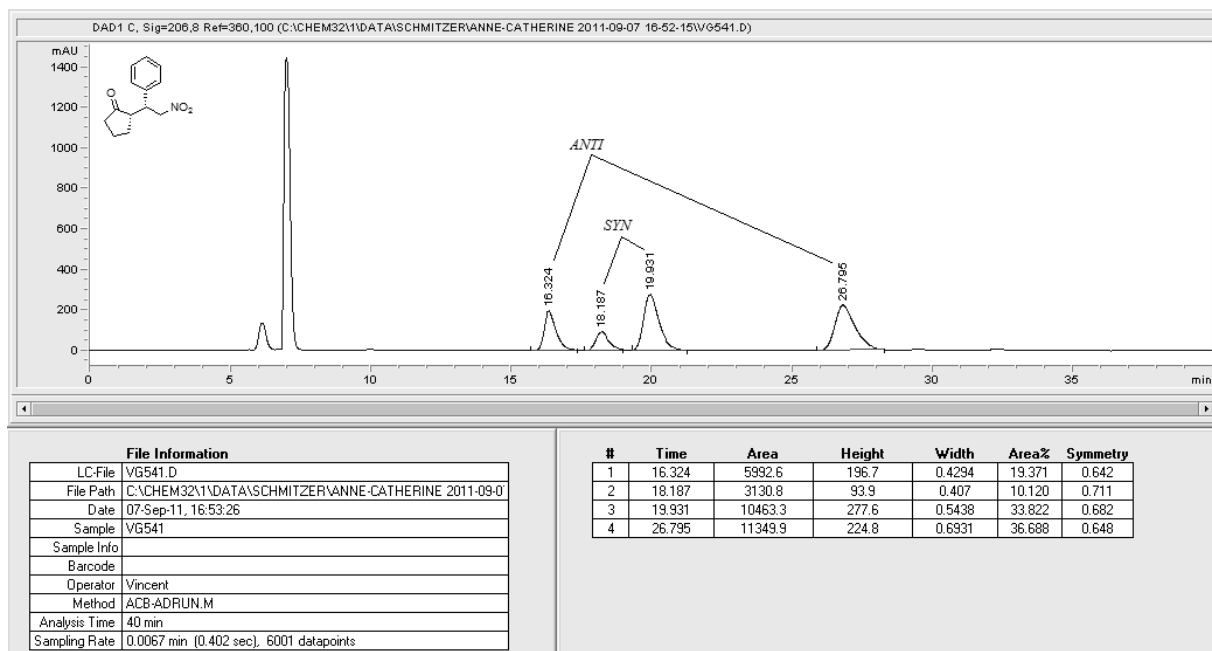 DAD1 C, Sig=206,8 Ref=360,100 (C:\CHEM32\1\DATA\SCHMITZER\ANNE-CATHERINE 2011-09-07 16-52-15\VG541.D)
mAU
1400
1200
1000
800
600
400
200
0
O
NO2
ANTI
SYN
16.324
18.187
19.931
26.795
0 5 10 15 20 25 30 35 min
File Information
LC-File VG541.D
File Path C:\CHEM32\1\DATA\SCHMITZER\ANNE-CATHERINE 2011-09-0
Date 07-Sep-11, 16:53:26
Sample VG541
Sample Info
Barcode
Operator Vincent
Method ACB-ADRUN.M
Analysis Time 40 min
Sampling Rate 0.0067 min (0.402 sec), 6001 datapoints
# Time Area Height Width Area% Symmetry
1 16.324 5992.6 196.7 0.4294 19.371 0.642
2 18.187 3130.8 93.9 0.407 10.120 0.711
3 19.931 10463.3 277.6 0.5438 33.822 0.682
4 26.795 11349.9 224.8 0.6931 36.688 0.648